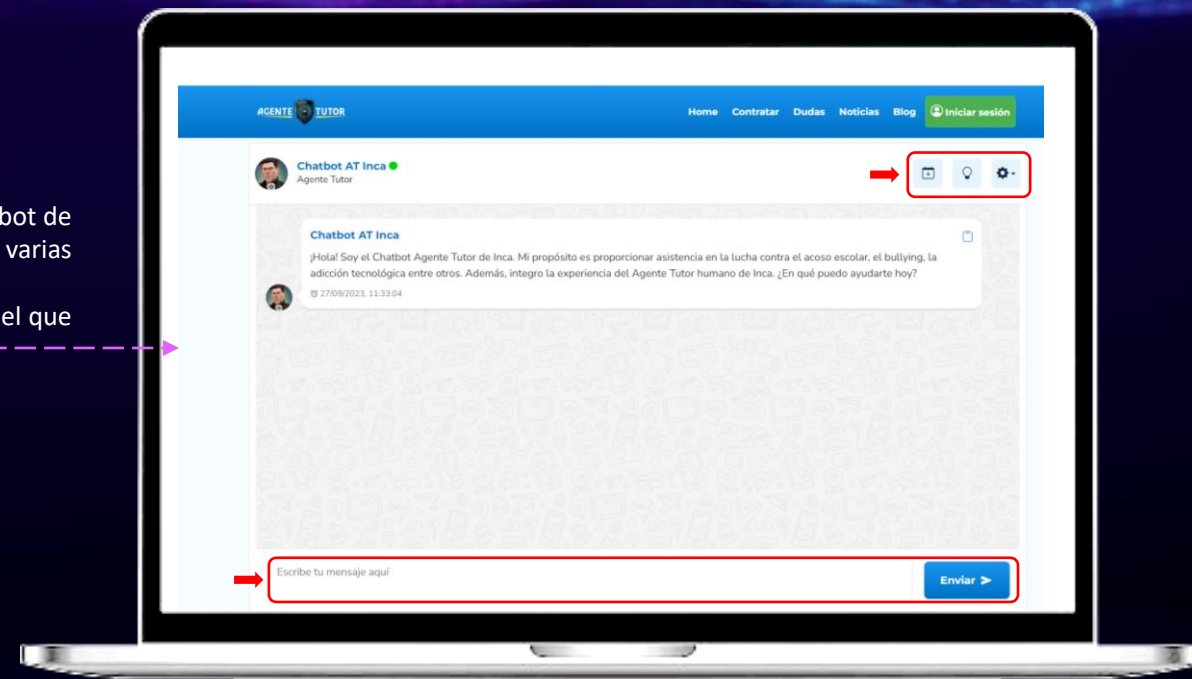 bot de
varias
el que
AGENTE TUTOR
Home Contratar Dudas Noticias Blog Iniciar sesión
Chatbot AT Inca
Agente Tutor
Chatbot AT Inca
¡Hola! Soy el Chatbot Agente Tutor de Inca. Mi propósito es proporcionar asistencia en la lucha contra el acoso escolar, el bullying, la
adicción tecnológica entre otros. Además, integro la experiencia del Agente Tutor humano de Inca. ¿En qué puedo ayudarte hoy?
27/09/2023, 11:33:04
Escribe tu mensaje aquí
Enviar